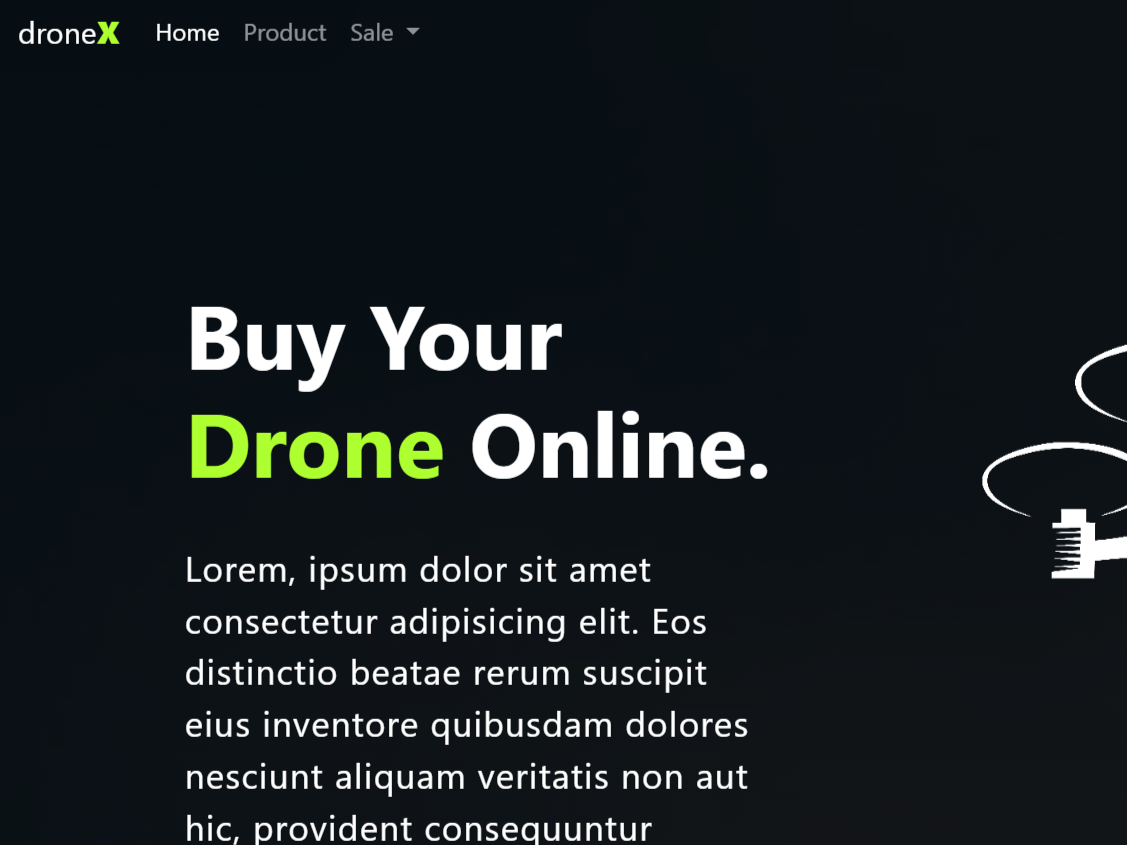 droneX Home Product Sale
Buy Your
Drone Online.
Lorem, ipsum dolor sit amet
consectetur adipisicing elit. Eos
distinctio beatae rerum suscipit
eius inventore quibusdam dolores
nesciunt aliquam veritatis non aut
hic, provident consequuntur